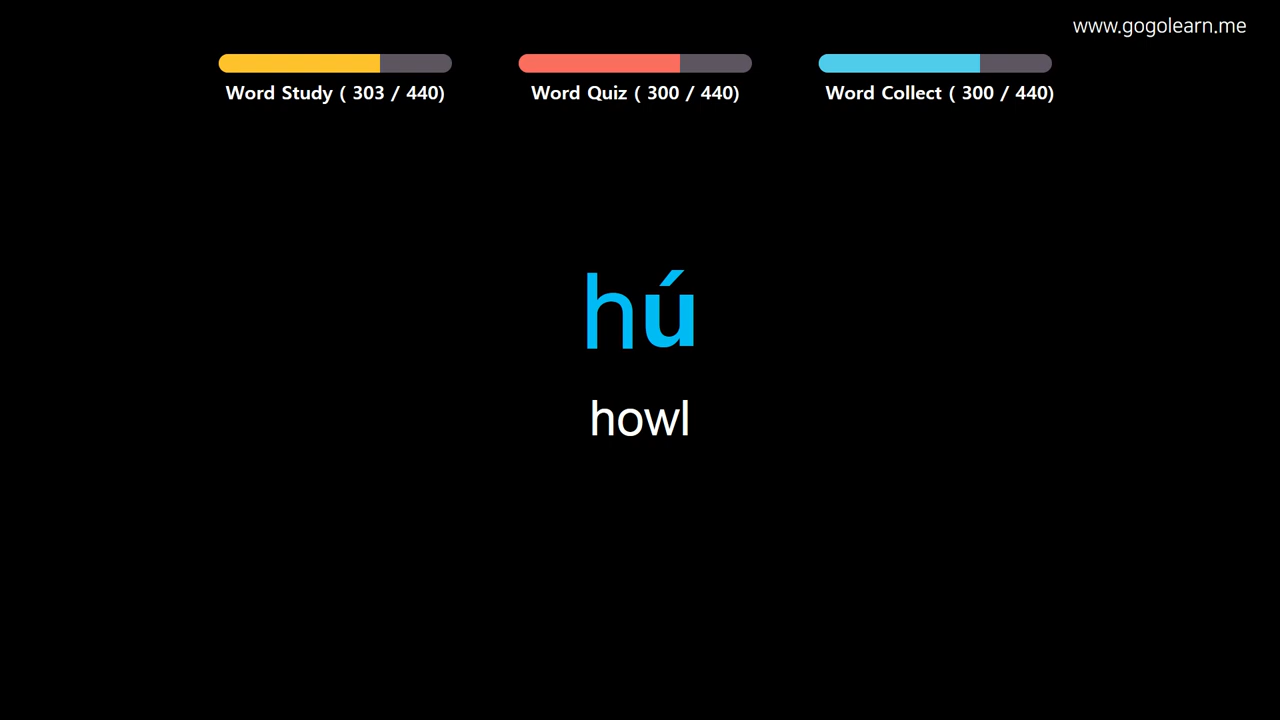 www.gogolearn.me
Word Study ( 303 / 440)
Word Quiz ( 300 / 440)
Word Collect ( 300 / 440)
hú
howl